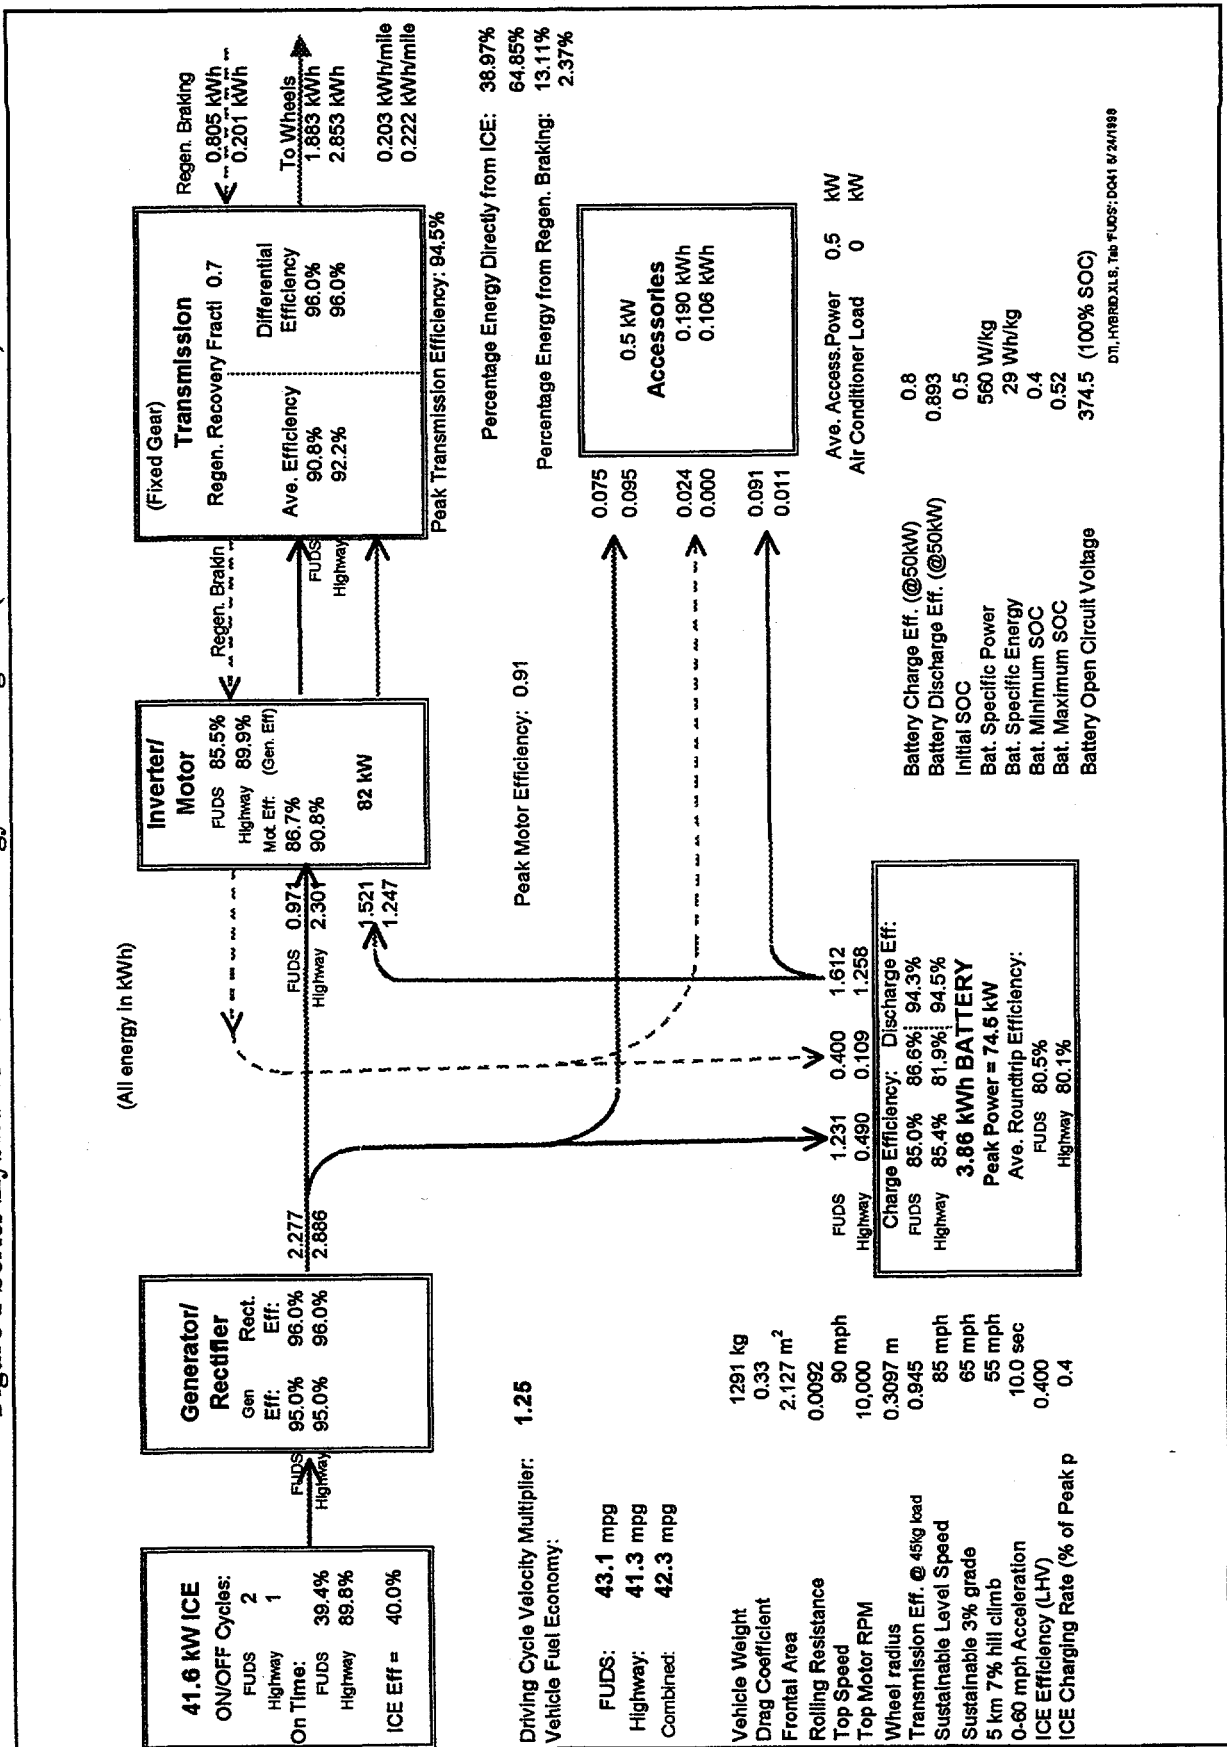 (All energy in kWh)
41.6 kW ICE
ON/OFF Cycles:
FUDS 2
Highway 1
On Time:
FUDS 39.4%
Highway 89.8%
ICE Eff = 40.0%
FUDS
Highway
Generator/
Rectifier
Gen Rect.
Eff: Eff:
95.0% 96.0%
95.0% 96.0%
2.277
2.886
FUDS 0.971
Highway 2.301
1.521
1.247
Inverter/
Motor
FUDS 85.5%
Highway 89.9%
Mot. Eff: (Gen. Eff)
86.7%
90.8%
82 kW
Regen. Brakin
FUDS
Highway
(Fixed Gear)
Transmission
Regen. Recovery Fracti 0.7
Ave. Efficiency
90.8%
92.2%
Differential
Efficiency
96.0%
96.0%
Peak Transmission Efficiency: 94.5%
Regen. Braking
0.805 kWh
0.201 kWh
To Wheels
1.883 kWh
2.853 kWh
0.203 kWh/mile
0.222 kWh/mile
Driving Cycle Velocity Multiplier: 1.25
Vehicle Fuel Economy:
FUDS: 43.1 mpg
Highway: 41.3 mpg
Combined: 42.3 mpg
Peak Motor Efficiency: 0.91
Percentage Energy Directly from ICE: 38.97%
64.85%
Percentage Energy from Regen. Braking: 13.11%
2.37%
0.075
0.095
0.024
0.000
0.091
0.011
0.5 kW
Accessories
0.190 kWh
0.106 kWh
Ave. Access.Power 0.5 kW
Air Conditioner Load 0 kW
FUDS 1.231 0.400 1.612
Highway 0.490 0.109 1.258
Charge Efficiency: Discharge Eff:
FUDS 85.0% 86.6% 94.3%
Highway 85.4% 81.9% 94.5%
3.86 kWh BATTERY
Peak Power = 74.5 kW
Ave. Roundtrip Efficiency:
FUDS 80.5%
Highway 80.1%
Vehicle Weight 1291 kg
Drag Coefficient 0.33
Frontal Area 2.127 m²
Rolling Resistance 0.0092
Top Speed 90 mph
Top Motor RPM 10,000
Wheel radius 0.3097 m
Transmission Eff. @ 45kg load 0.945
Sustainable Level Speed 85 mph
Sustainable 3% grade 65 mph
5 km 7% hill climb 55 mph
0-60 mph Acceleration 10.0 sec
ICE Efficiency (LHV) 0.400
ICE Charging Rate (% of Peak p 0.4
Battery Charge Eff. (@50kW) 0.8
Battery Discharge Eff. (@50kW) 0.893
Initial SOC 0.5
Bat. Specific Power 560 W/kg
Bat. Specific Energy 29 Wh/kg
Bat. Minimum SOC 0.4
Bat. Maximum SOC 0.52
Battery Open Circuit Voltage 374.5 (100% SOC)